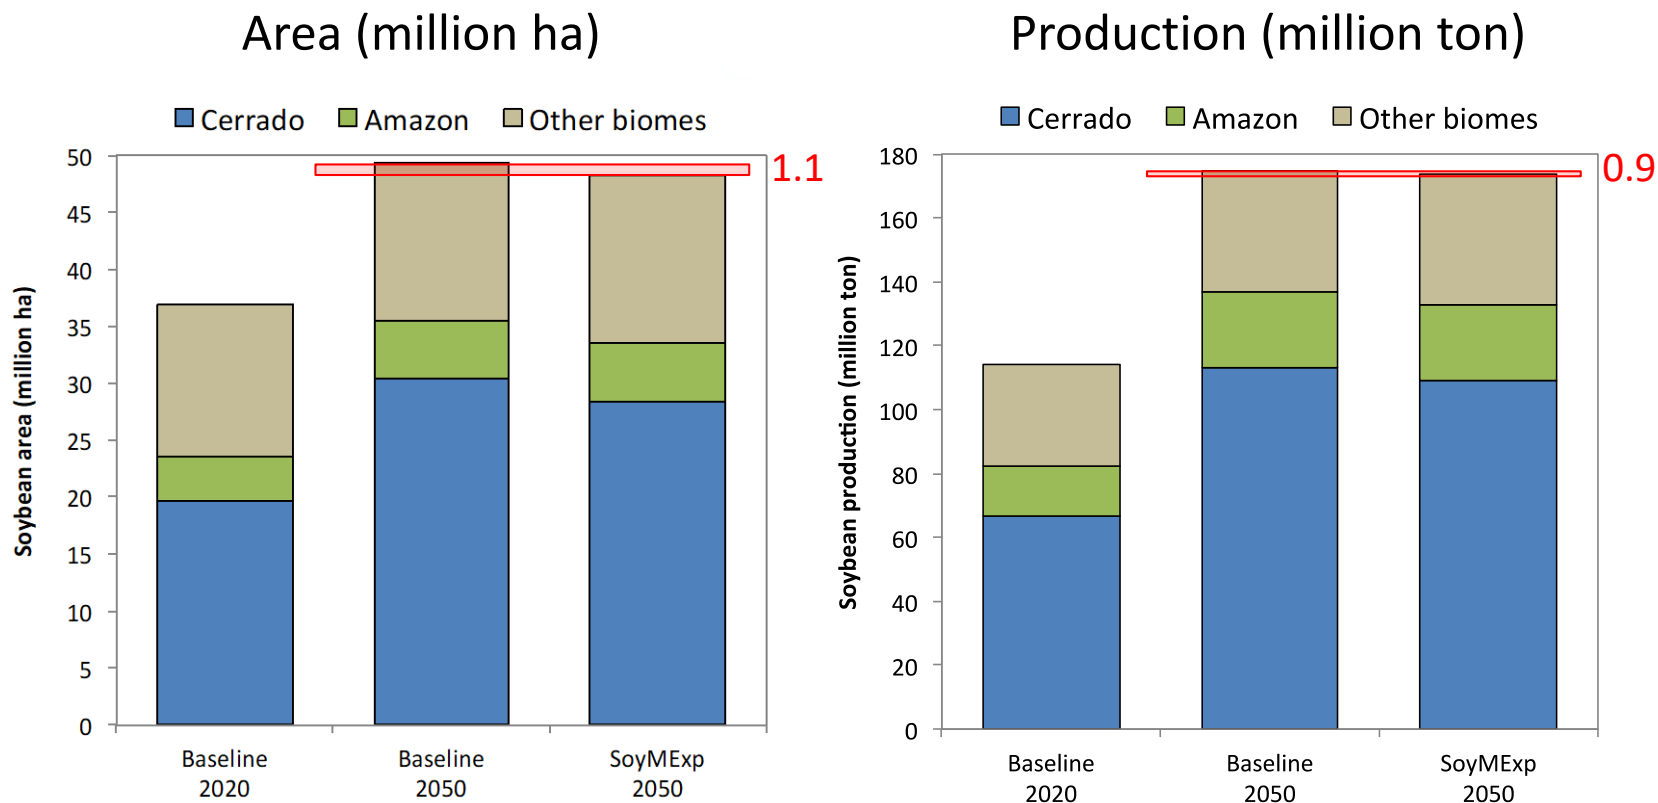 Area (million ha)
Cerrado Amazon Other biomes
50
45
40
35
30
25
20
15
10
5
0
1.1
Soybean area (million ha)
Baseline 2020
Baseline 2050
SoyMExp 2050
Production (million ton)
Cerrado Amazon Other biomes
180
160
140
120
100
80
60
40
20
0
0.9
Soybean production (million ton)
Baseline 2020
Baseline 2050
SoyMExp 2050